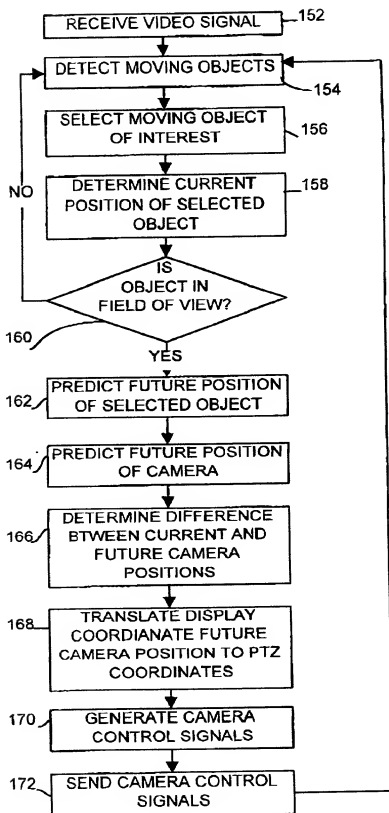 RECEIVE VIDEO SIGNAL
152
DETECT MOVING OBJECTS
154
SELECT MOVING OBJECT
OF INTEREST
156
NO
DETERMINE CURRENT
POSITION OF SELECTED
OBJECT
158
IS
OBJECT IN
FIELD OF VIEW?
160
YES
162
PREDICT FUTURE POSITION
OF SELECTED OBJECT
164
PREDICT FUTURE POSITION
OF CAMERA
166
DETERMINE DIFFERENCE
BTWEEN CURRENT AND
FUTURE CAMERA
POSITIONS
168
TRANSLATE DISPLAY
COORDIANATE FUTURE
CAMERA POSITION TO PTZ
COORDINATES
170
GENERATE CAMERA
CONTROL SIGNALS
172
SEND CAMERA CONTROL
SIGNALS